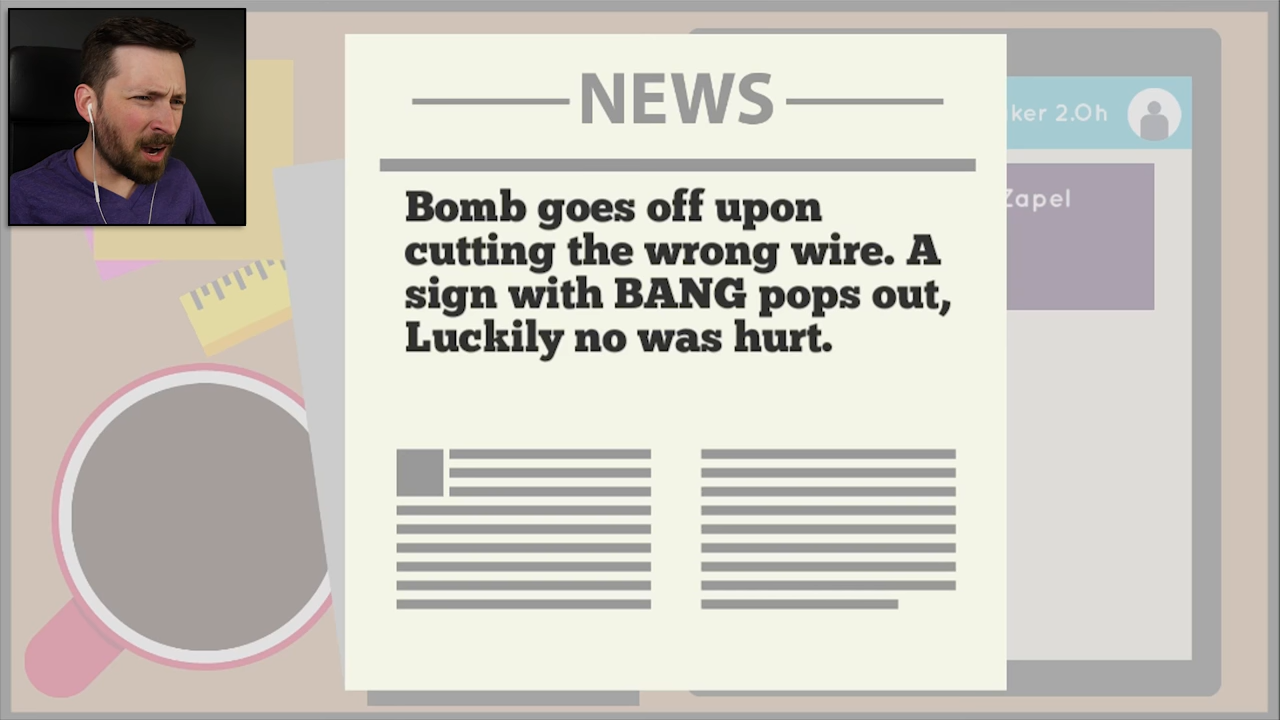 NEWS
Bomb goes off upon
cutting the wrong wire. A
sign with BANG pops out,
Luckily no was hurt.
ker 2.0h
Zapel